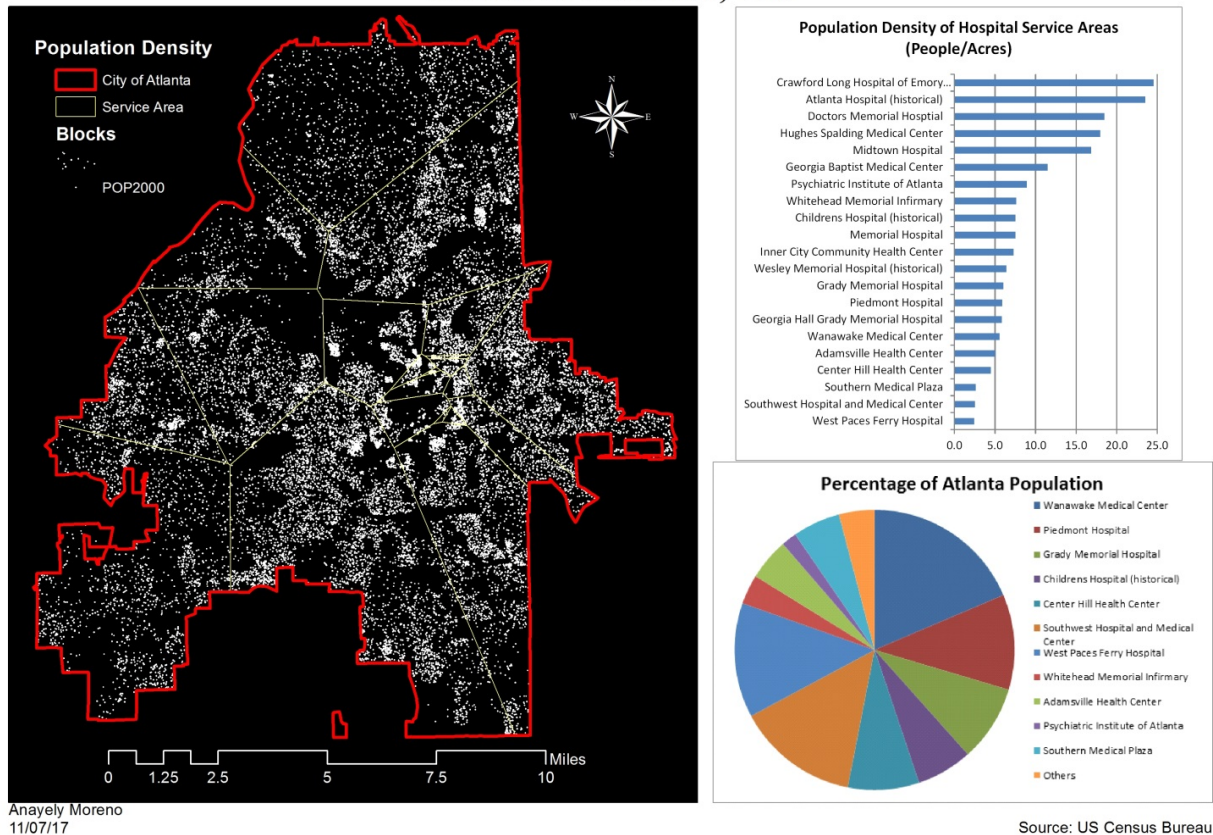 Population Density
City of Atlanta
Service Area
Blocks
POP2000
N
W
E
S
0
1.25
2.5
5
7.5
10
Miles
Anayely Moreno
11/07/17
Population Density of Hospital Service Areas
(People/Acres)
Crawford Long Hospital of Emory...
Atlanta Hospital (historical)
Doctors Memorial Hosptial
Hughes Spalding Medical Center
Midtown Hospital
Georgia Baptist Medical Center
Psychiatric Institute of Atlanta
Whitehead Memorial Infirmary
Childrens Hospital (historical)
Memorial Hospital
Inner City Community Health Center
Wesley Memorial Hospital (historical)
Grady Memorial Hospital
Piedmont Hospital
Georgia Hall Grady Memorial Hospital
Wanawake Medical Center
Adamsville Health Center
Center Hill Health Center
Southern Medical Plaza
Southwest Hospital and Medical Center
West Paces Ferry Hospital
0.0
5.0
10.0
15.0
20.0
25.0
Percentage of Atlanta Population
Wanawake Medical Center
Piedmont Hospital
Grady Memorial Hospital
Childrens Hospital (historical)
Center Hill Health Center
Southwest Hospital and Medical
Center
West Paces Ferry Hospital
Whitehead Memorial Infirmary
Adamsville Health Center
Psychiatric Institute of Atlanta
Southern Medical Plaza
Others
Source: US Census Bureau